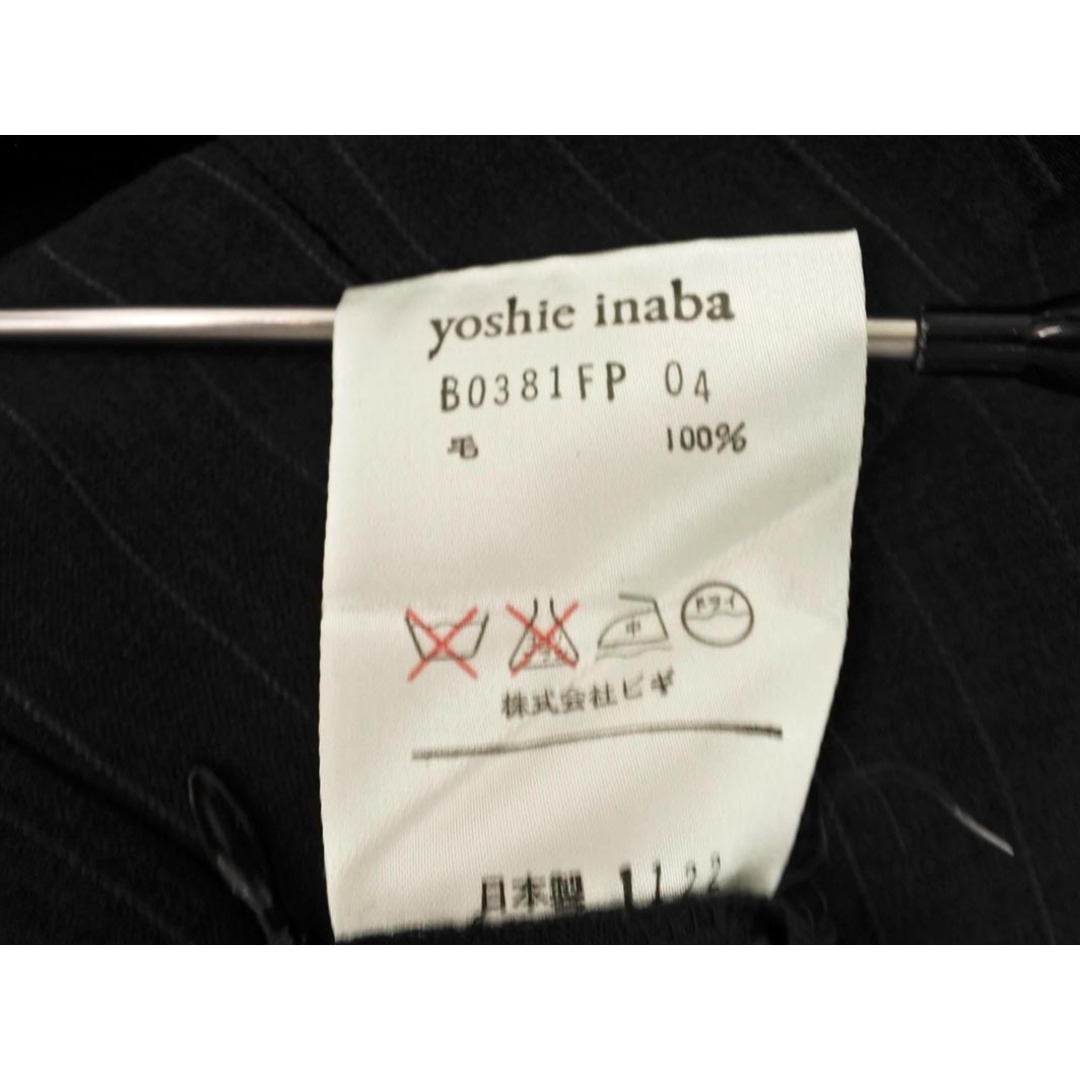 yoshie inaba
B0381FP 04
毛 100%
中 ドライ
株式会社ビギ
日本製 1122